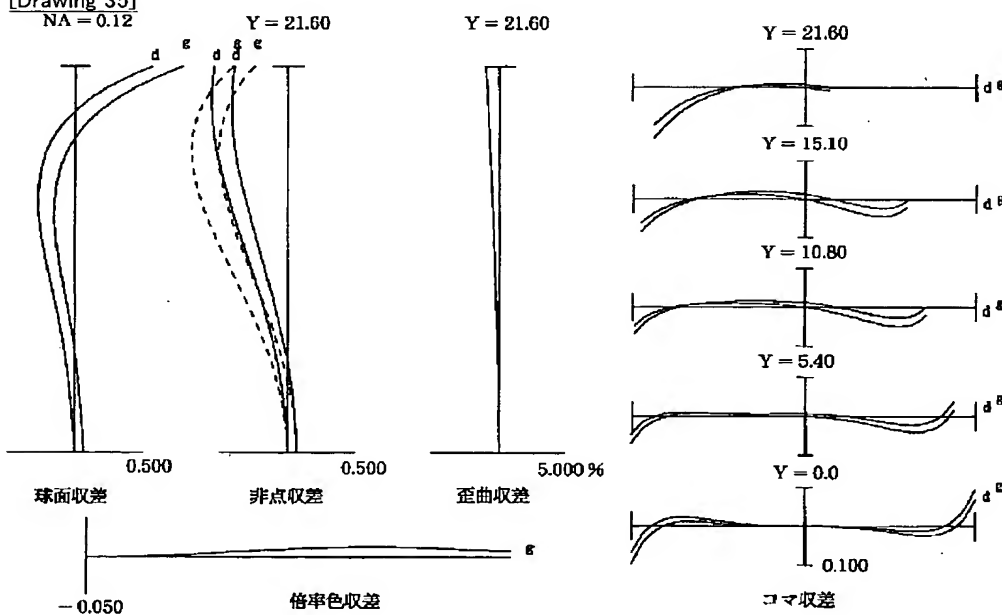 [Drawing 35]
NA = 0.12
Y = 21.60
Y = 21.60
d g
d g g
d
0.500
0.500
5.000 %
球面収差
非点収差
歪曲収差
g
-0.050
倍率色収差
Y = 21.60
d g
Y = 15.10
d g
Y = 10.80
d g
Y = 5.40
d g
Y = 0.0
d g
0.100
コマ収差